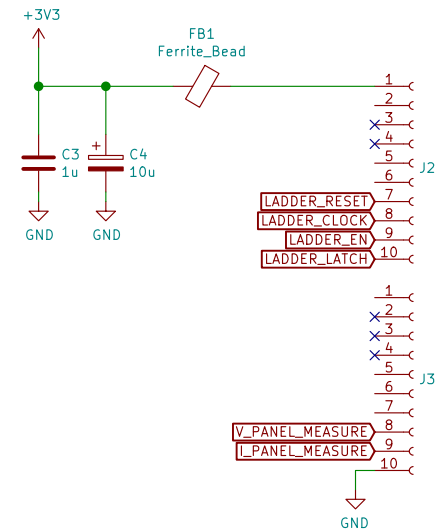 +3V3
FB1
Ferrite_Bead
C3
1u
C4
10u
+
GND
GND
1
2
3
4
5
6
7
8
9
10
J2
LADDER_RESET
LADDER_CLOCK
LADDER_EN
LADDER_LATCH
1
2
3
4
5
6
7
8
9
10
J3
V_PANEL_MEASURE
I_PANEL_MEASURE
GND